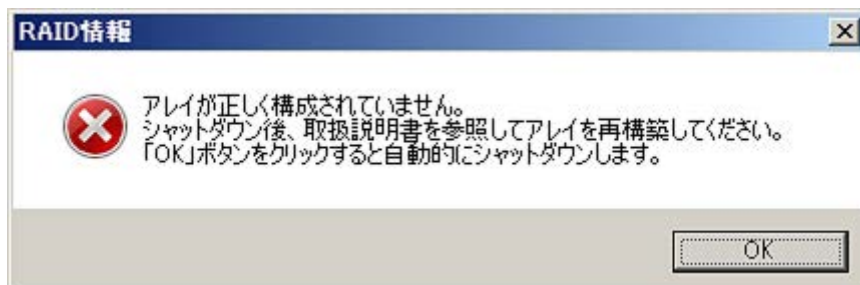 RAID情報
アレイが正しく構成されていません。
シャットダウン後、取扱説明書を参照してアレイを再構築してください。
「OK」ボタンをクリックすると自動的にシャットダウンします。
OK